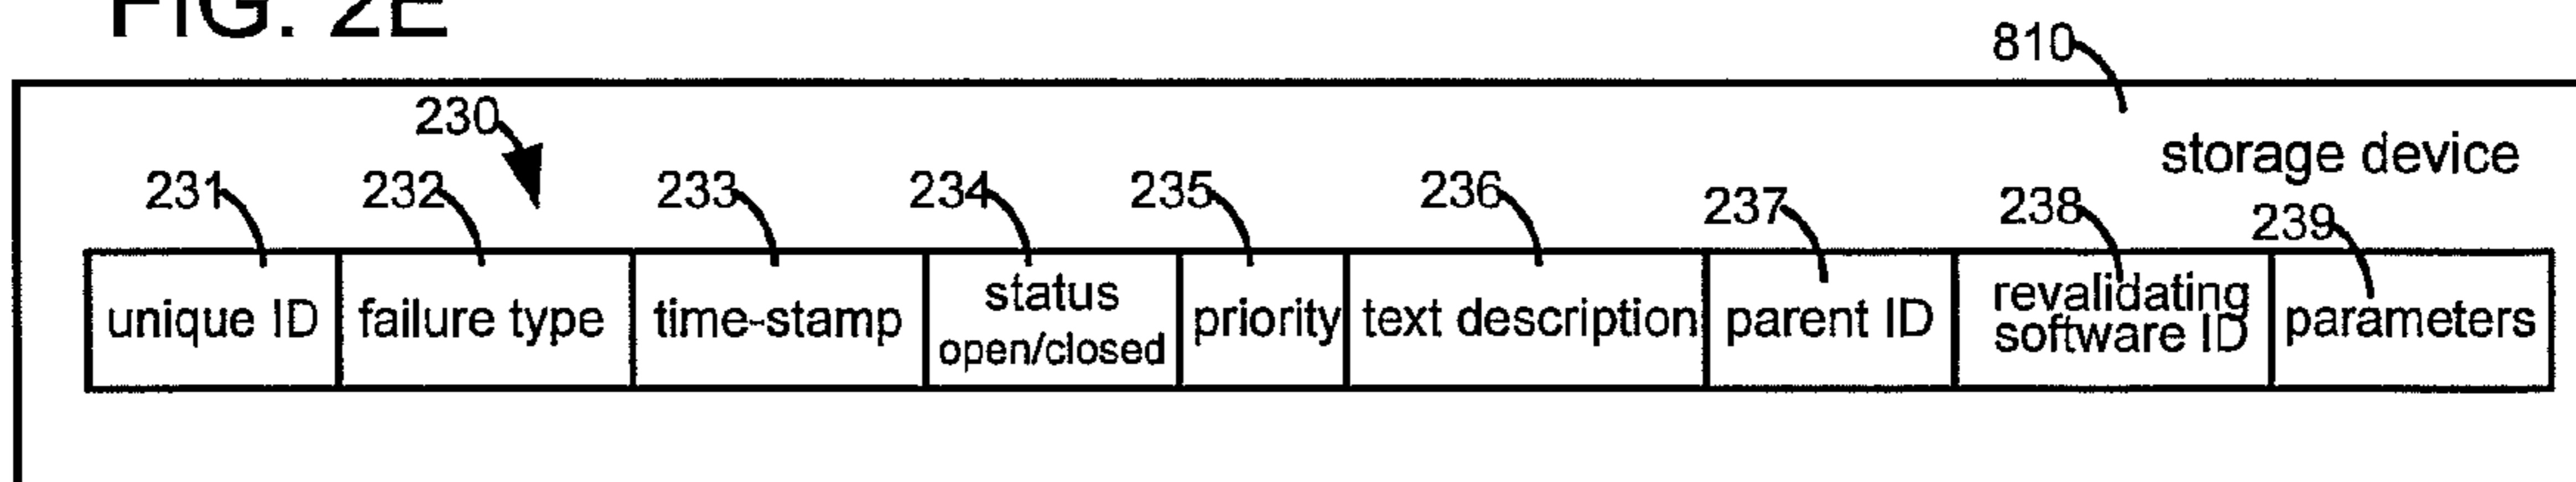 FIG. 2E
810
230
storage device
231 232 233 234 235 236 237 238 239
unique ID failure type time-stamp status open/closed priority text description parent ID revalidating software ID parameters